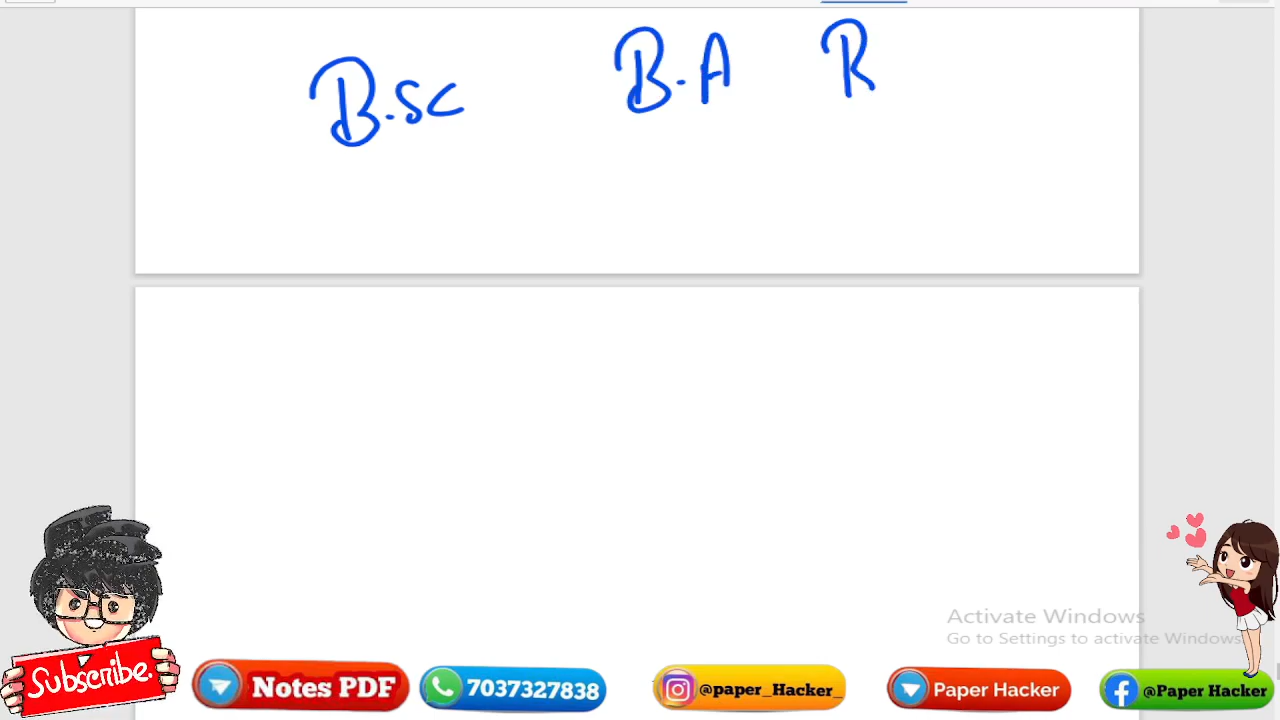 B.SC B.A R
Activate Windows
Go to Settings to activate Windows.
Subscribe.
Notes PDF 7037327838 @paper_Hacker_ Paper Hacker @Paper Hacker